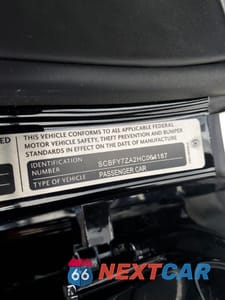 THIS VEHICLE CONFORMS TO ALL APPLICABLE FEDERAL
MOTOR VEHICLE SAFETY, THEFT PREVENTION AND BUMPER
STANDARDS IN EFFECT ON THE DATE OF
IDENTIFICATION
NUMBER
SCBFY7ZA2HC064187
TYPE OF VEHICLE
PASSENGER CAR
66
NEXTCAR